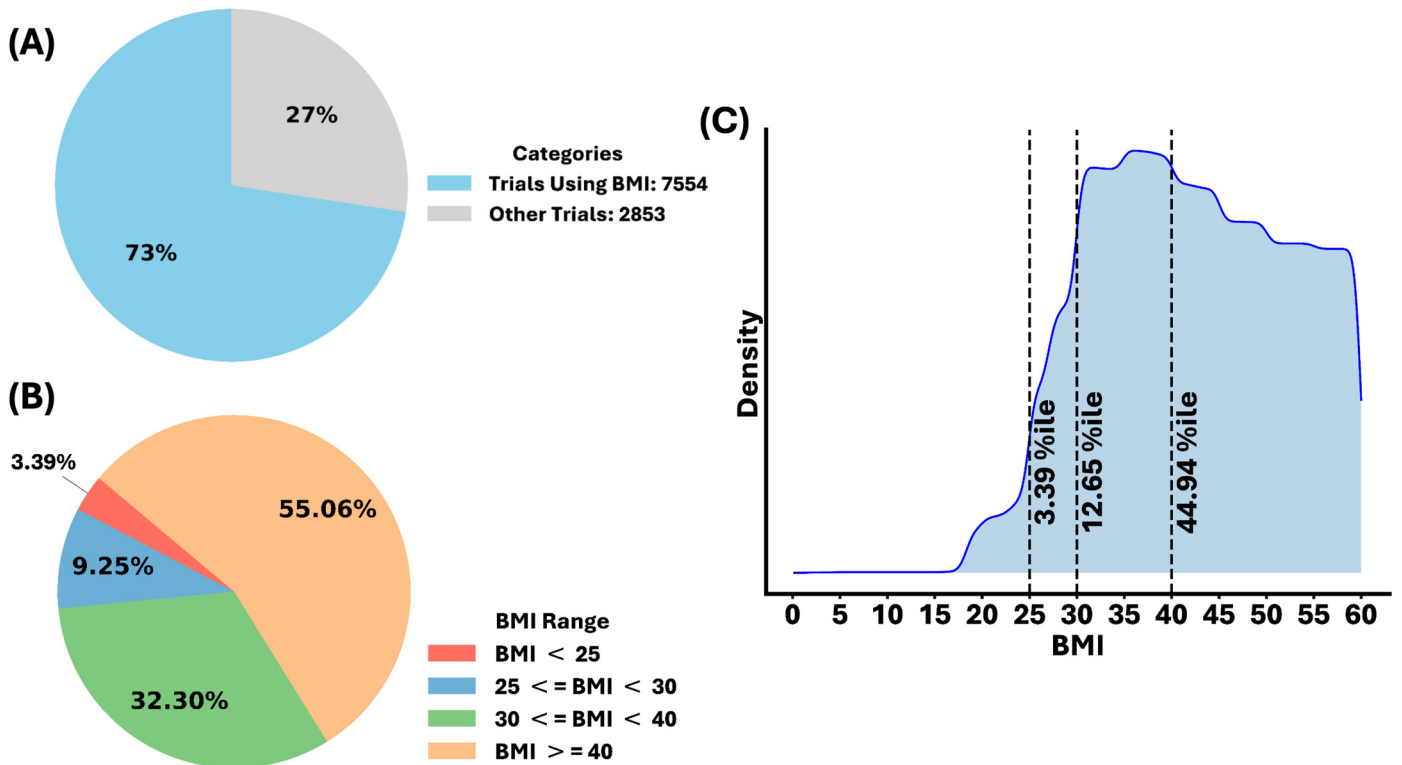 (A)
27%
73%
Categories
Trials Using BMI: 7554
Other Trials: 2853
(B)
3.39%
55.06%
9.25%
32.30%
BMI Range
BMI < 25
25 < = BMI < 30
30 < = BMI < 40
BMI > = 40
(C)
Density
3.39 %ile
12.65 %ile
44.94 %ile
0 5 10 15 20 25 30 35 40 45 50 55 60
BMI